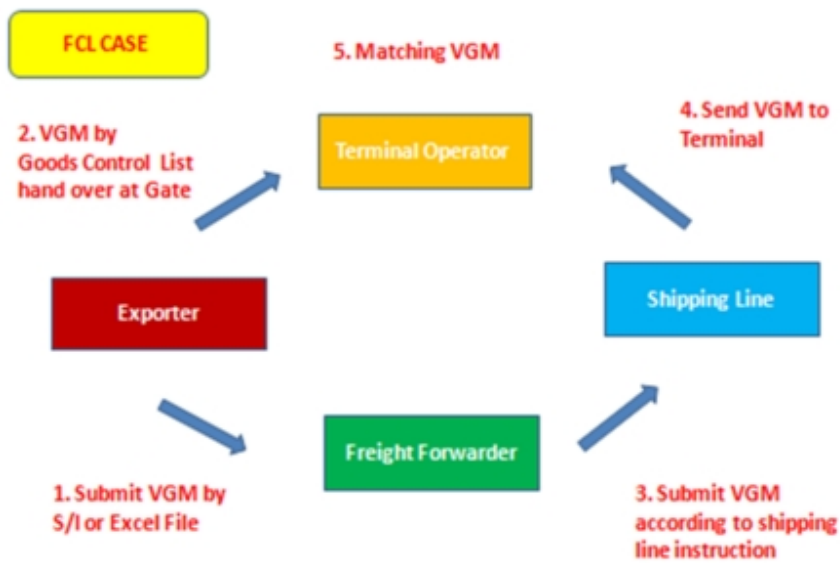 FCL CASE
5. Matching VGM
2. VGM by
Goods Control List
hand over at Gate
Terminal Operator
4. Send VGM to
Terminal
Exporter
Shipping Line
Freight Forwarder
1. Submit VGM by
S/I or Excel File
3. Submit VGM
according to shipping
line instruction